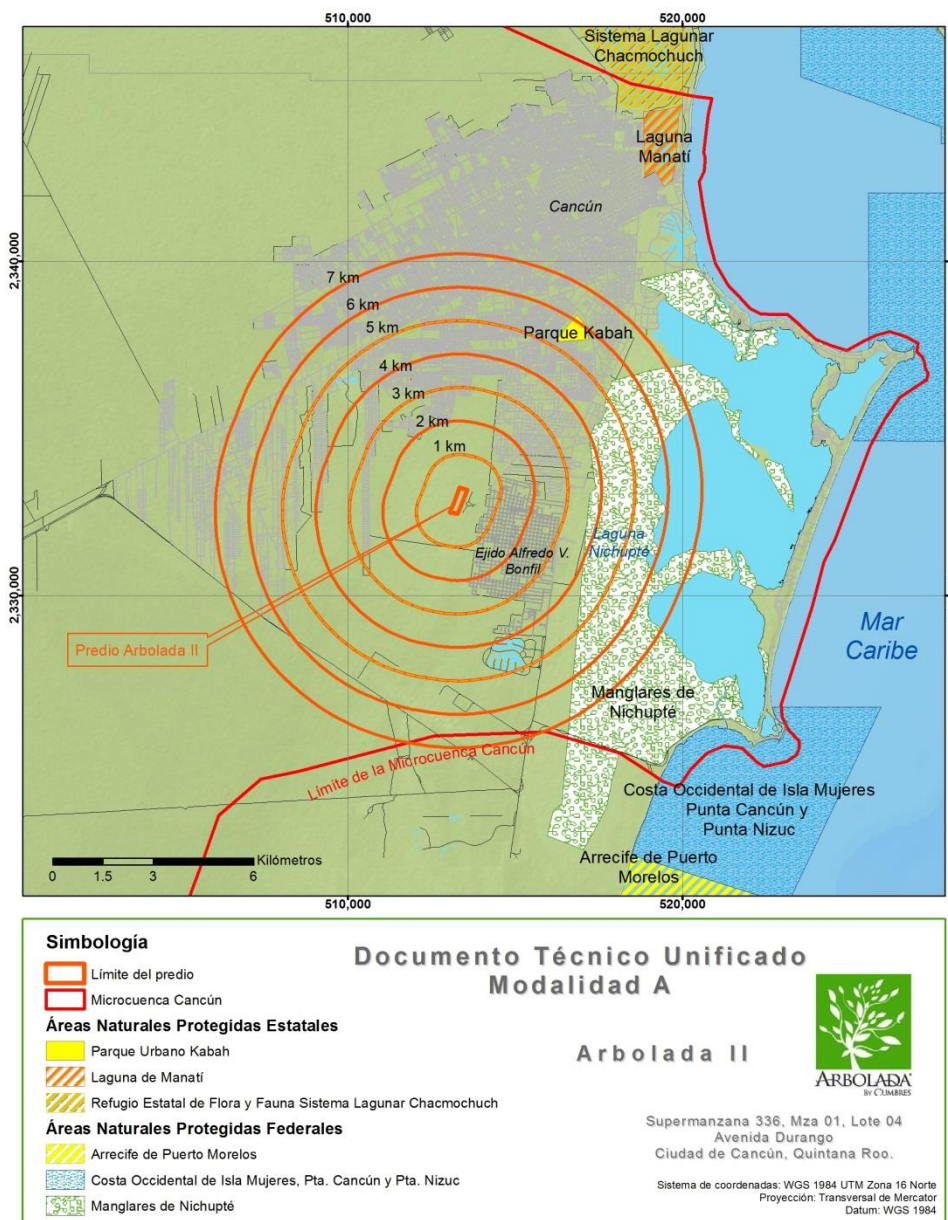 510,000
520,000
Sistema Lagunar
Chacmochuch
Laguna
Manatí
Cancún
2,340,000
2,340,000
7 km
6 km
5 km
Parque Kabah
4 km
3 km
2 km
1 km
Laguna
Nichupté
Ejido Alfredo V.
Bonfil
2,330,000
2,330,000
Mar
Caribe
Predio Arbolada II
Manglares de
Nichupté
Límite de la Microcuenca Cancún
Costa Occidental de Isla Mujeres
Punta Cancún y
Punta Nizuc
Arrecife de Puerto
Morelos
Kilómetros
0 1.5 3 6
510,000
520,000
Simbología
Límite del predio
Microcuenca Cancún
Áreas Naturales Protegidas Estatales
Parque Urbano Kabah
Laguna de Manatí
Refugio Estatal de Flora y Fauna Sistema Lagunar Chacmochuch
Áreas Naturales Protegidas Federales
Arrecife de Puerto Morelos
Costa Occidental de Isla Mujeres, Pta. Cancún y Pta. Nizuc
Manglares de Nichupté
Documento Técnico Unificado
Modalidad A
Arbolada II
ARBOLADA
BY CUMBRES
Supermanzana 336, Mza 01, Lote 04
Avenida Durango
Ciudad de Cancún, Quintana Roo.
Sistema de coordenadas: WGS 1984 UTM Zona 16 Norte
Proyección: Transversal de Mercator
Datum: WGS 1984